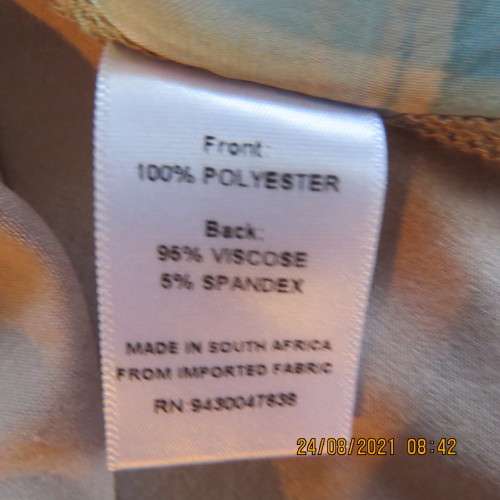 Front:
100% POLYESTER
Back:
95% VISCOSE
5% SPANDEX
MADE IN SOUTH AFRICA
FROM IMPORTED FABRIC
RN:9430047638
24/08/2021 08:42